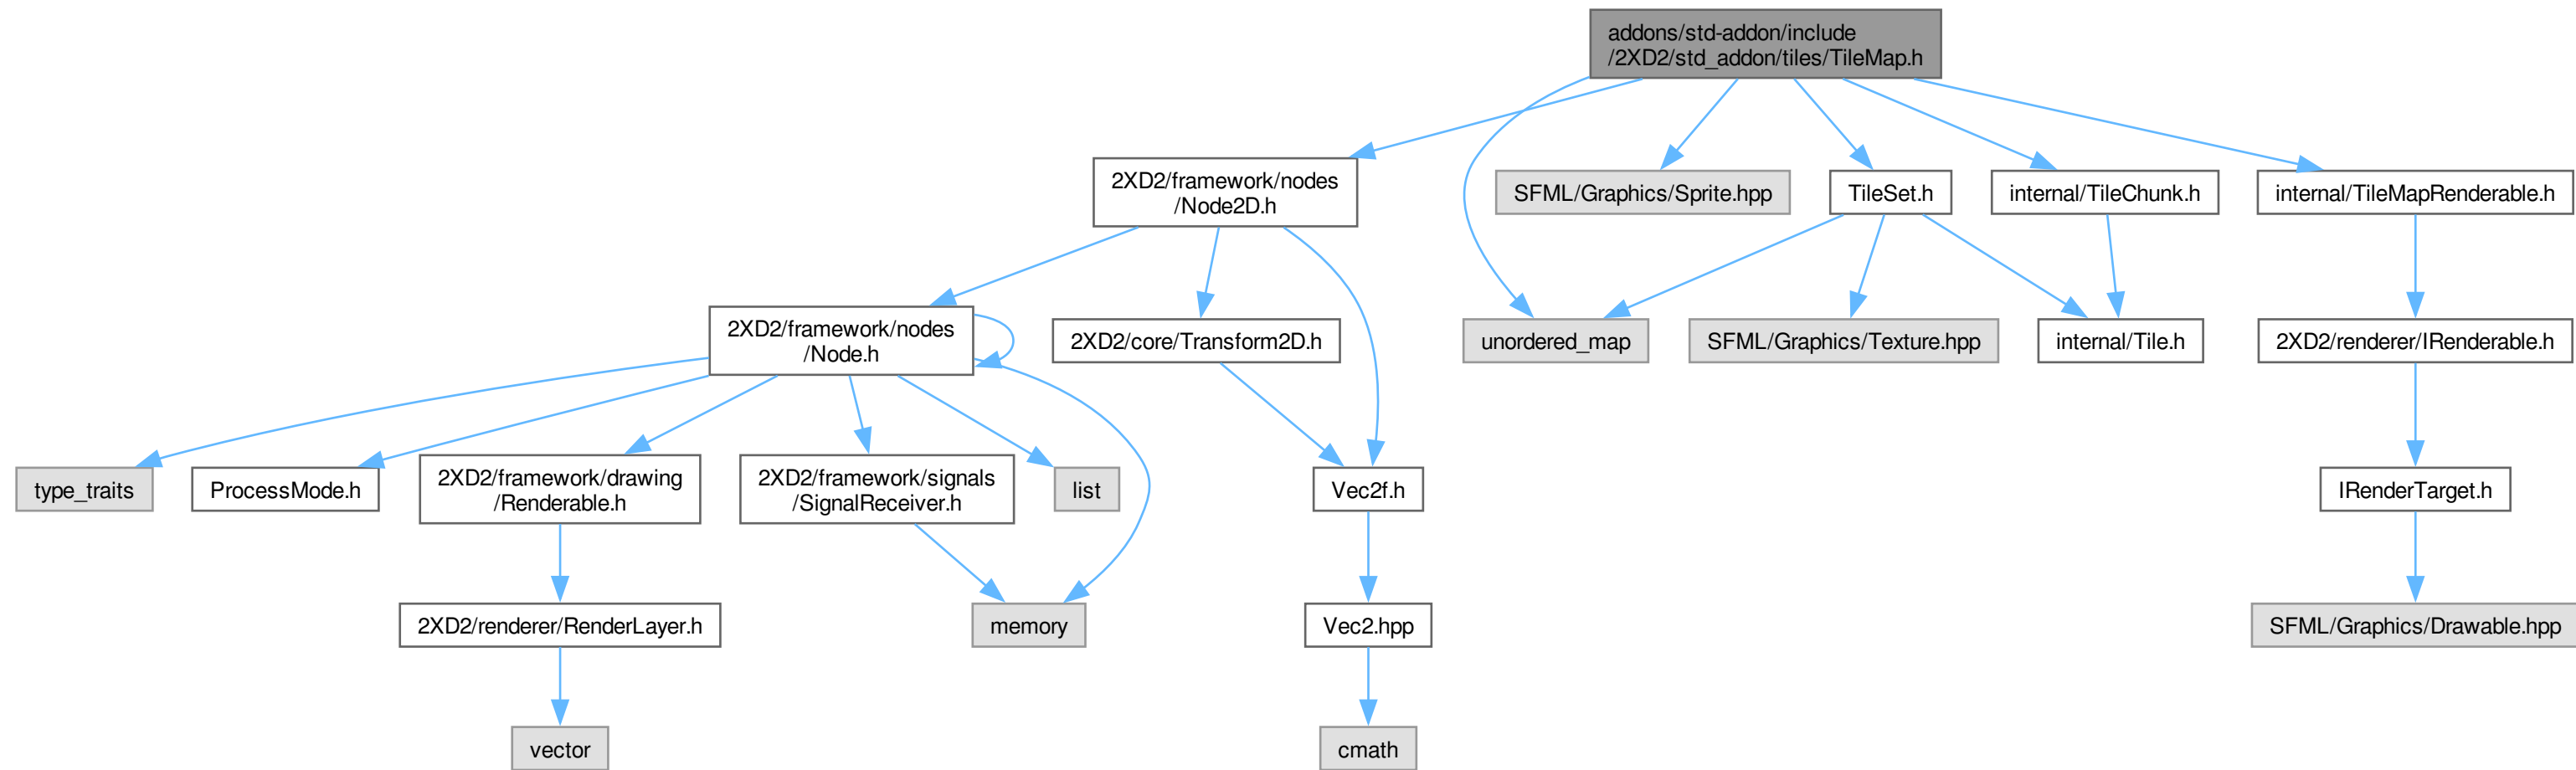 addons/std-addon/include
/2XD2/std_addon/tiles/TileMap.h
2XD2/framework/nodes
/Node2D.h
SFML/Graphics/Sprite.hpp
TileSet.h
internal/TileChunk.h
internal/TileMapRenderable.h
2XD2/framework/nodes
/Node.h
2XD2/core/Transform2D.h
unordered_map
SFML/Graphics/Texture.hpp
internal/Tile.h
2XD2/renderer/IRenderable.h
type_traits
ProcessMode.h
2XD2/framework/drawing
/Renderable.h
2XD2/framework/signals
/SignalReceiver.h
list
Vec2f.h
IRenderTarget.h
2XD2/renderer/RenderLayer.h
memory
Vec2.hpp
SFML/Graphics/Drawable.hpp
vector
cmath